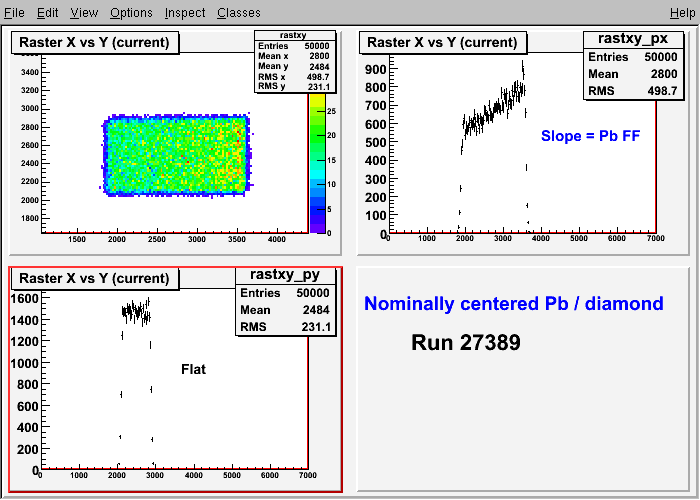 File Edit View Options Inspect Classes Help
Raster X vs Y (current)
rastxy
Entries 50000
Mean x 2800
Mean y 2484
RMS x 498.7
RMS y 231.1
3600
3400
3200
3000
2800
2600
2400
2200
2000
1800
1500 2000 2500 3000 3500 4000
25
20
15
10
5
0
Raster X vs Y (current)
rastxy_px
Entries 50000
Mean 2800
RMS 498.7
Slope = Pb FF
900
800
700
600
500
400
300
200
100
0
0 1000 2000 3000 4000 5000 6000 7000
Raster X vs Y (current)
rastxy_py
Entries 50000
Mean 2484
RMS 231.1
Flat
1600
1400
1200
1000
800
600
400
200
0
0 1000 2000 3000 4000 5000 6000 7000
Nominally centered Pb / diamond
Run 27389